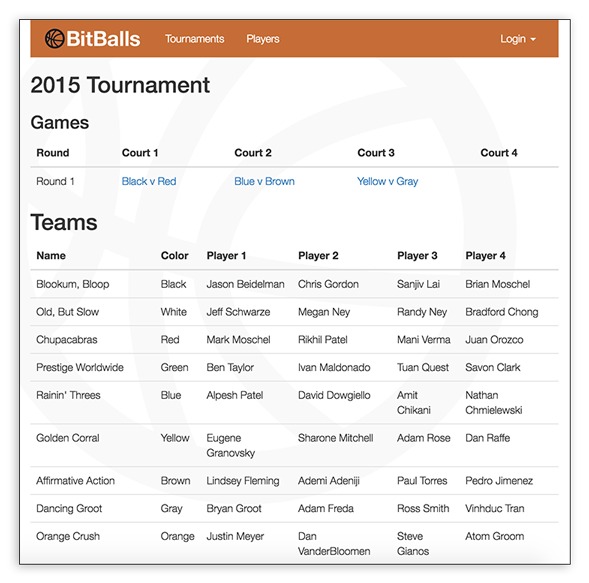 BitBalls Tournaments Players Login
2015 Tournament
Games
Round Court 1 Court 2 Court 3 Court 4
Round 1 Black v Red Blue v Brown Yellow v Gray
Teams
Name Color Player 1 Player 2 Player 3 Player 4
Blookum, Bloop Black Jason Beidelman Chris Gordon Sanjiv Lai Brian Moschel
Old, But Slow White Jeff Schwarze Megan Ney Randy Ney Bradford Chong
Chupacabras Red Mark Moschel Rikhil Patel Mani Verma Juan Orozco
Prestige Worldwide Green Ben Taylor Ivan Maldonado Tuan Quest Savon Clark
Rainin' Threes Blue Alpesh Patel David Dowgiello Amit Nathan
Chikani Chmielewski
Golden Corral Yellow Eugene Sharone Mitchell Adam Rose Dan Raffe
Granovsky
Affirmative Action Brown Lindsey Fleming Ademi Adeniji Paul Torres Pedro Jimenez
Dancing Groot Gray Bryan Groot Adam Freda Ross Smith Vinhduc Tran
Orange Crush Orange Justin Meyer Dan Steve Atom Groom
VanderBloomen Gianos